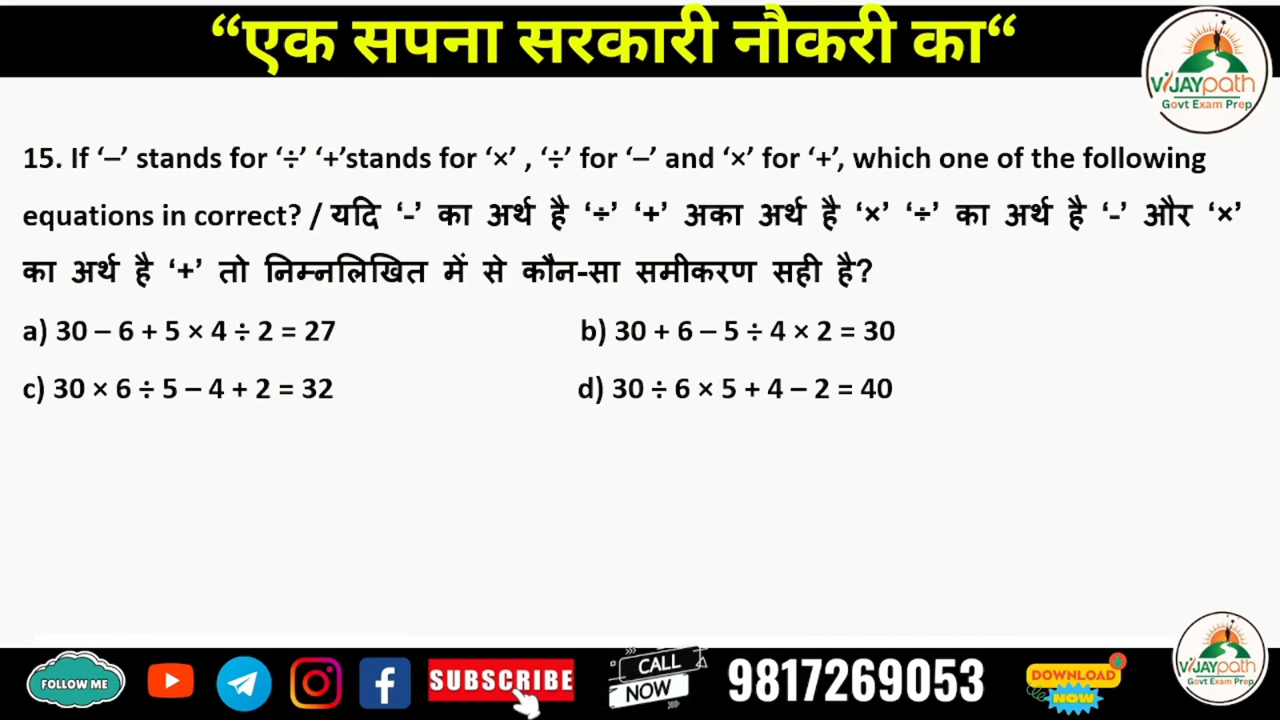 “एक सपना सरकारी नौकरी का“
VIJAYpath
Govt Exam Prep
15. If ‘–’ stands for ‘÷’ ‘+’stands for ‘×’ , ‘÷’ for ‘–’ and ‘×’ for ‘+’, which one of the following
equations in correct? / यदि ‘-’ का अर्थ है ‘÷’ ‘+’ अका अर्थ है ‘×’ ‘÷’ का अर्थ है ‘-’ और ‘×’
का अर्थ है ‘+’ तो निम्नलिखित में से कौन-सा समीकरण सही है?
a) 30 – 6 + 5 × 4 ÷ 2 = 27 b) 30 + 6 – 5 ÷ 4 × 2 = 30
c) 30 × 6 ÷ 5 – 4 + 2 = 32 d) 30 ÷ 6 × 5 + 4 – 2 = 40
FOLLOW ME
SUBSCRIBE
CALL
NOW
9817269053
DOWNLOAD
NOW
VIJAYpath
Govt Exam Prep